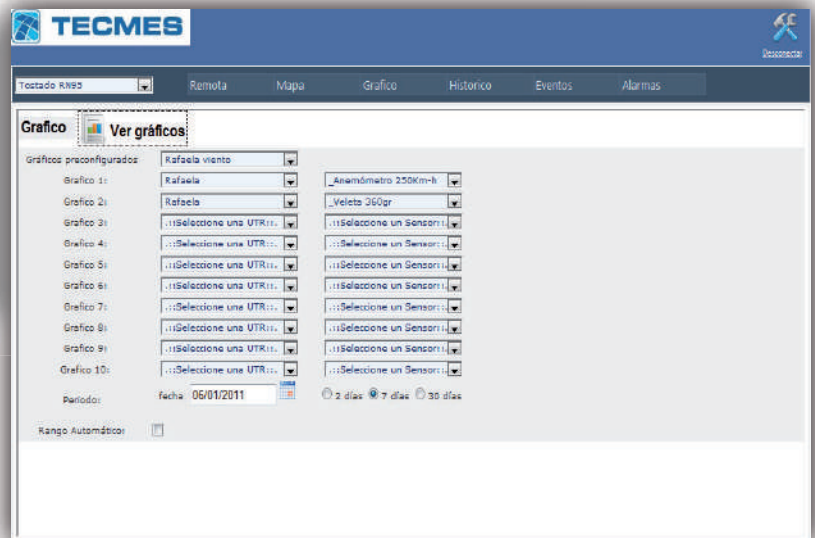 TECMES
Desconectar
Tostado RN95 Remota Mapa Grafico Historico Eventos Alarmas
Grafico Ver gráficos
Gráficos preconfigurados Rafaela viento
Grafico 1: Rafaela _Anemómetro 250Km-h
Grafico 2: Rafaela _Veleta 360gr
Grafico 3: .::Seleccione una UTR::. .::Seleccione un Sensor::.
Grafico 4: .::Seleccione una UTR::. .::Seleccione un Sensor::.
Grafico 5: .::Seleccione una UTR::. .::Seleccione un Sensor::.
Grafico 6: .::Seleccione una UTR::. .::Seleccione un Sensor::.
Grafico 7: .::Seleccione una UTR::. .::Seleccione un Sensor::.
Grafico 8: .::Seleccione una UTR::. .::Seleccione un Sensor::.
Grafico 9: .::Seleccione una UTR::. .::Seleccione un Sensor::.
Grafico 10: .::Seleccione una UTR::. .::Seleccione un Sensor::.
Periodo: fecha 06/01/2011 2 días 7 días 30 días
Rango Automático: